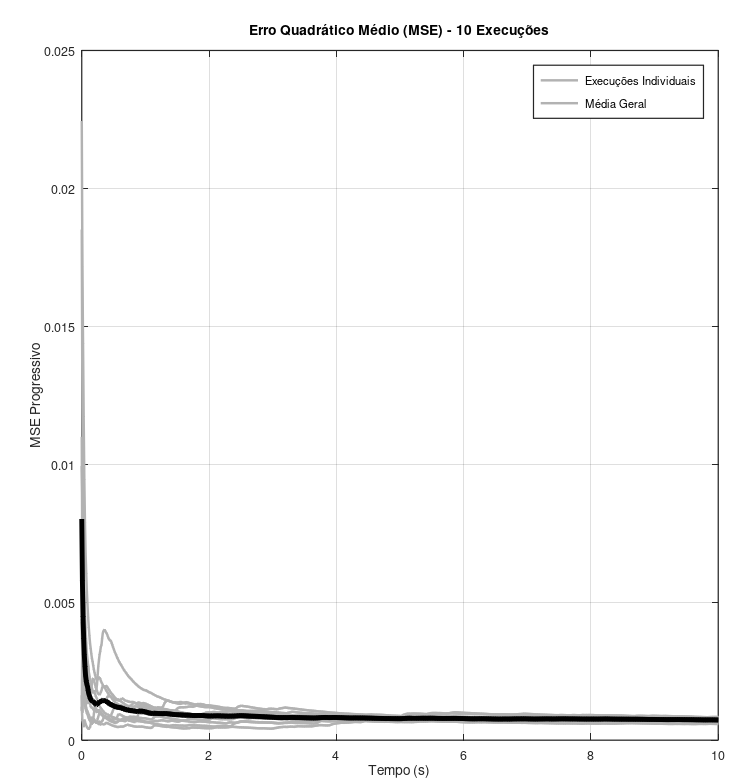 Erro Quadrático Médio (MSE) - 10 Execuções
Execuções Individuais
Média Geral
MSE Progressivo
0.025
0.02
0.015
0.01
0.005
0
0 2 4 6 8 10
Tempo (s)